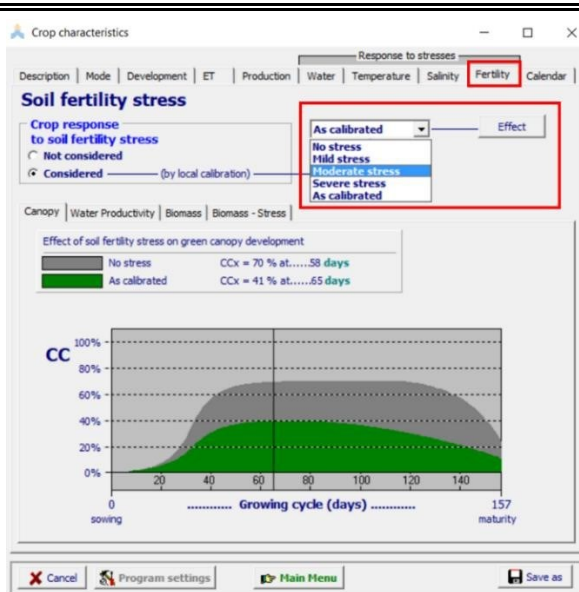 Crop characteristics
Response to stresses
Description Mode Development ET Production Water Temperature Salinity Fertility Calendar
Soil fertility stress
Crop response
to soil fertility stress
Not considered
Considered (by local calibration)
As calibrated
Effect
No stress
Mild stress
Moderate stress
Severe stress
As calibrated
Canopy Water Productivity Biomass Biomass - Stress
Effect of soil fertility stress on green canopy development
No stress CCx = 70 % at......58 days
As calibrated CCx = 41 % at......65 days
CC
100%
80%
60%
40%
20%
0%
20 40 60 80 100 120 140
0 ............ Growing cycle (days) ............ 157
sowing maturity
Cancel Program settings Main Menu Save as